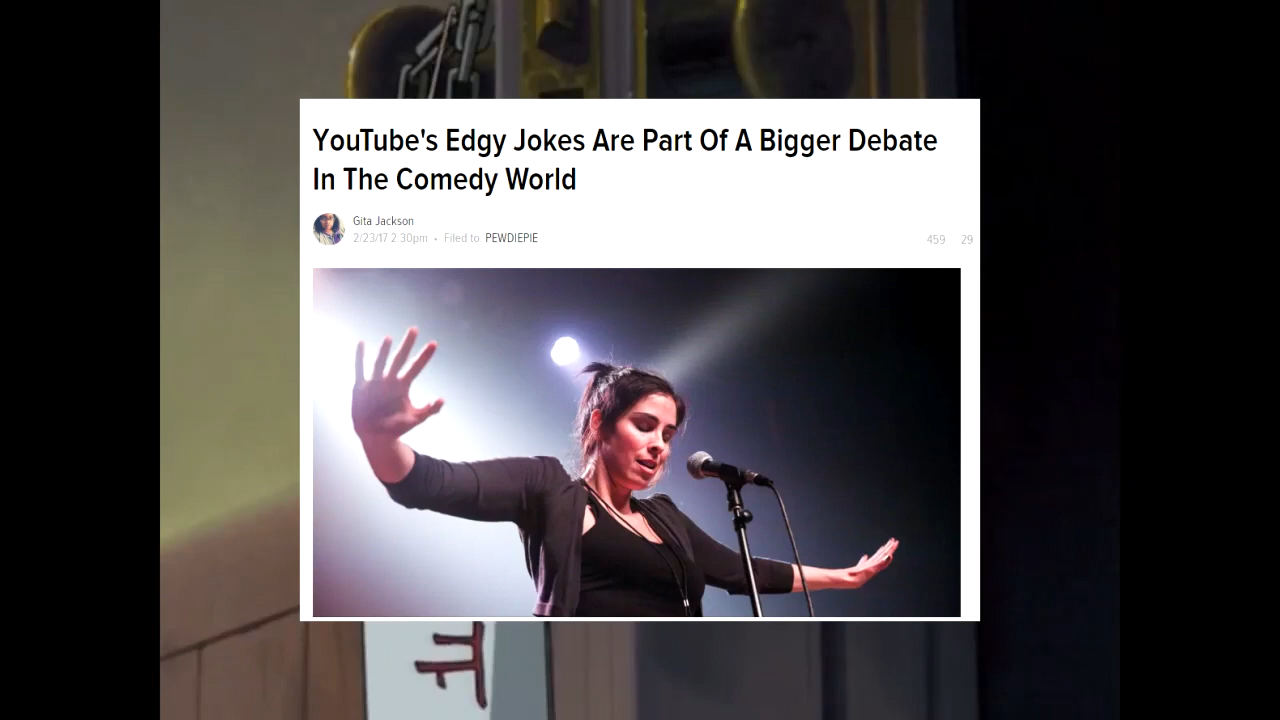 YouTube's Edgy Jokes Are Part Of A Bigger Debate
In The Comedy World
Gita Jackson
2/23/17 2:30pm • Filed to: PEWDIEPIE
459 29